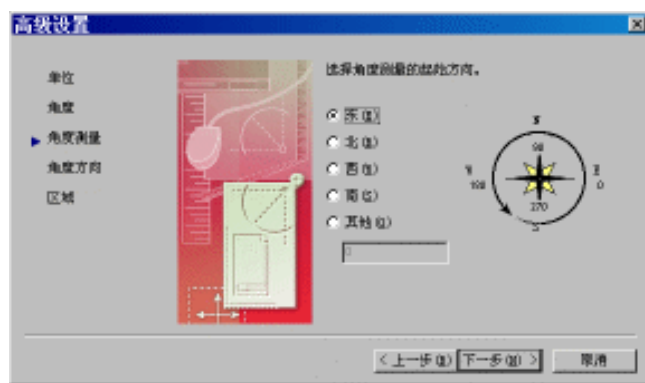 高级设置
单位
角度
角度测量
角度方向
区域
选择角度测量的起始方向。
东(E)
北(N)
西(W)
南(S)
其他(O)
0
N
90
W
180
E
0
270
S
< 上一步(B)
下一步(N) >
取消